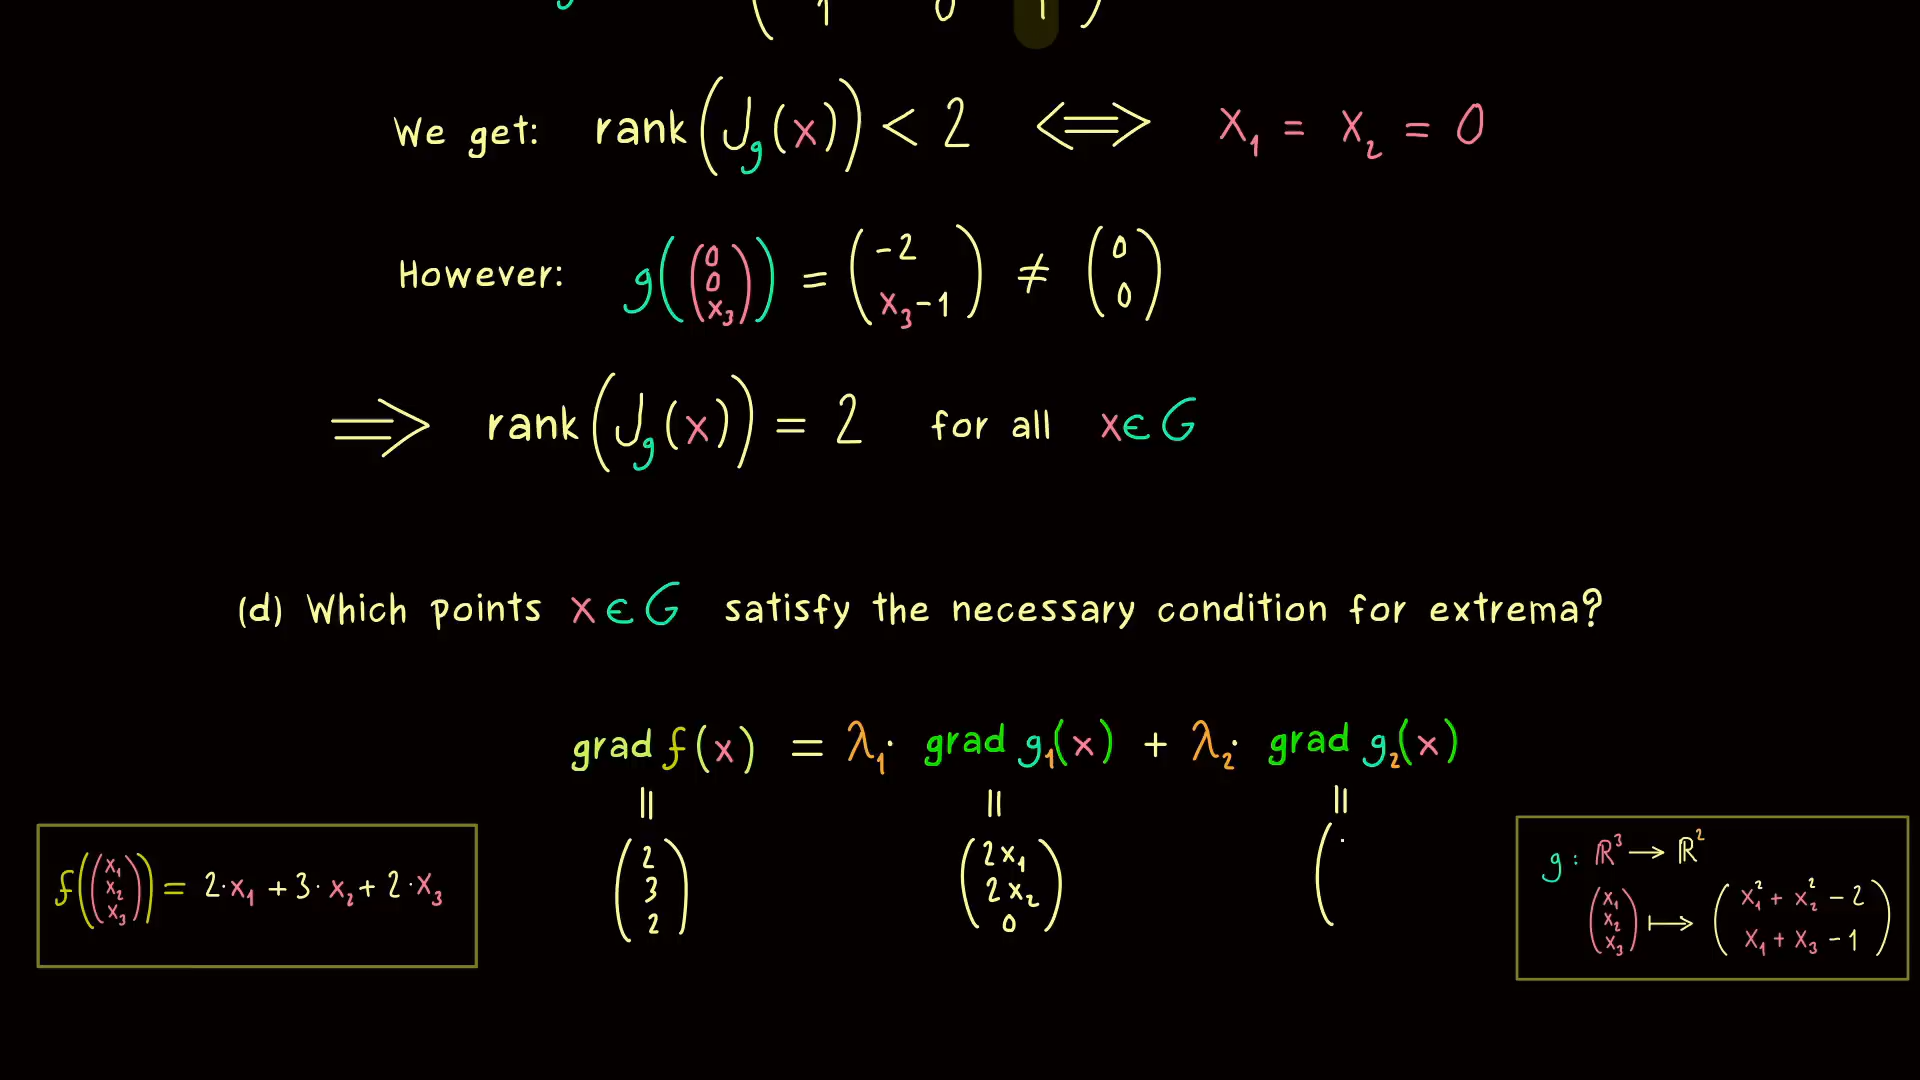 g ( 1 0 1 )
We get: rank(J_g(x)) < 2 ⟺ x₁ = x₂ = 0
However: g((0 0 x₃)) = (-2 x₃-1) ≠ (0 0)
⟹ rank(J_g(x)) = 2 for all x∈G
(d) Which points x∈G satisfy the necessary condition for extrema?
grad f(x) = λ₁· grad g₁(x) + λ₂· grad g₂(x)
|| || ||
(2 3 2) (2x₁ 2x₂ 0) (
f((x₁ x₂ x₃)) = 2·x₁ + 3·x₂ + 2·x₃
g: ℝ³ → ℝ²
(x₁ x₂ x₃) ↦ (x₁² + x₂² - 2 x₁ + x₃ - 1)